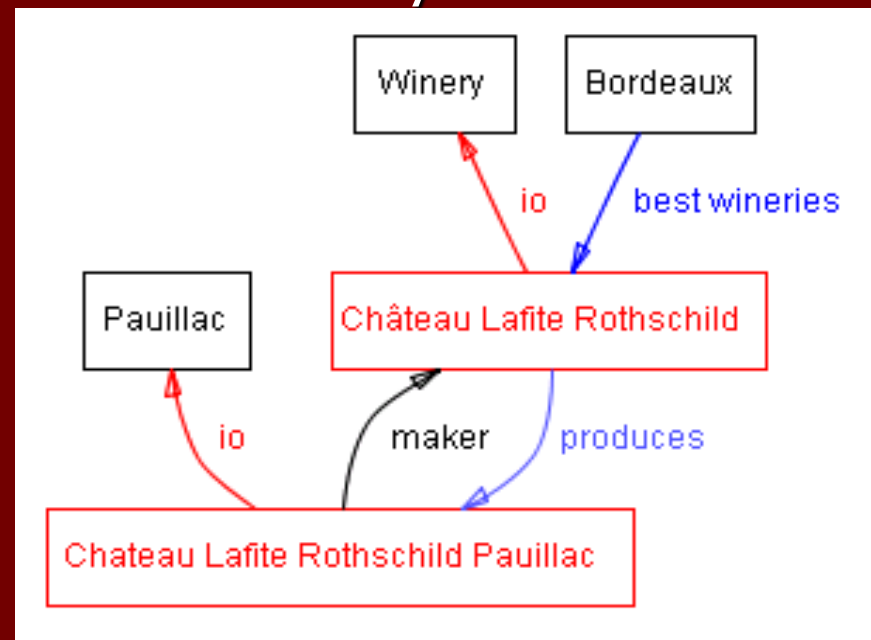 Winery
Bordeaux
io
best wineries
Pauillac
Château Lafite Rothschild
io
maker
produces
Chateau Lafite Rothschild Pauillac